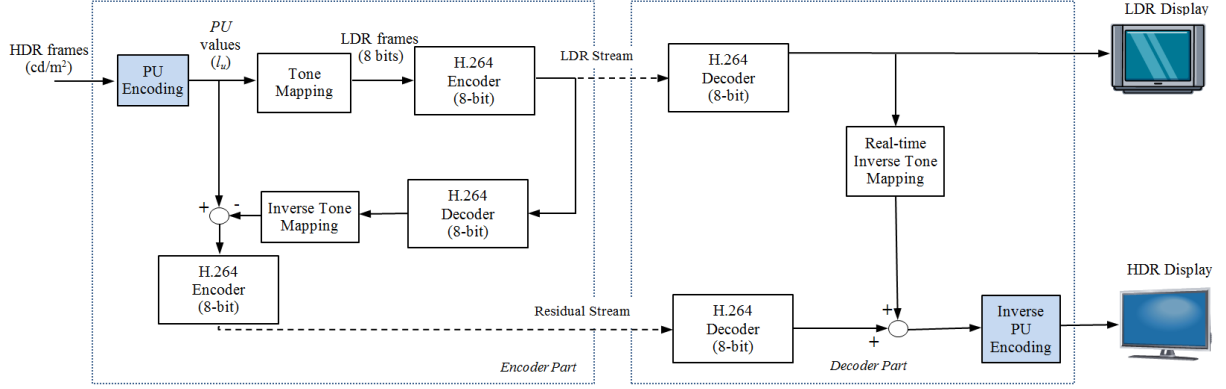 HDR frames
(cd/m²)
PU
Encoding
PU
values
(lᵤ)
Tone
Mapping
LDR frames
(8 bits)
H.264
Encoder
(8-bit)
LDR Stream
H.264
Decoder
(8-bit)
LDR Display
Real-time
Inverse Tone
Mapping
+
-
Inverse Tone
Mapping
H.264
Decoder
(8-bit)
H.264
Encoder
(8-bit)
Residual Stream
H.264
Decoder
(8-bit)
+
+
Inverse
PU
Encoding
HDR Display
Encoder Part
Decoder Part